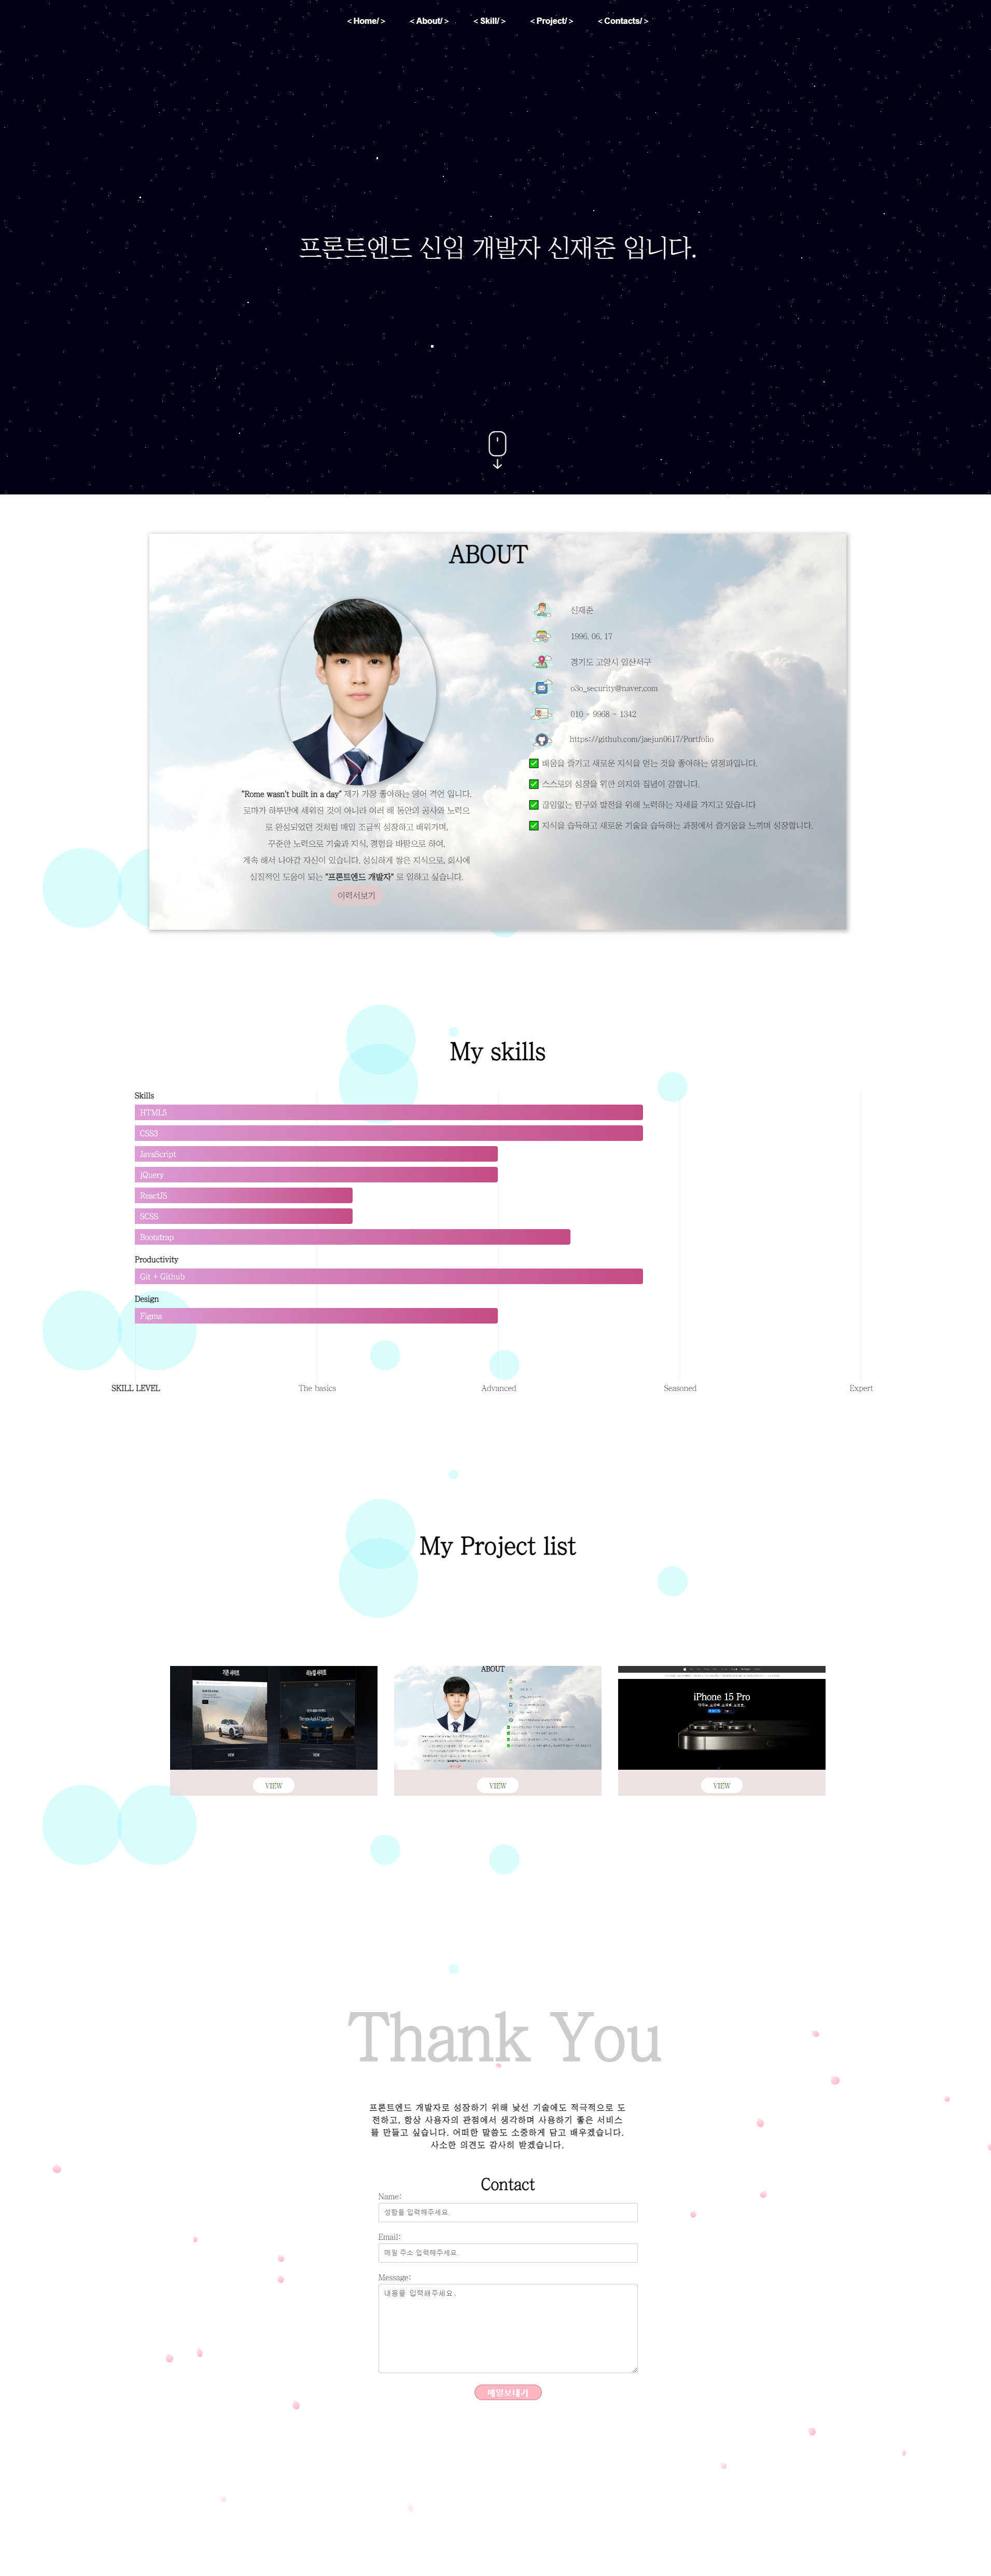 < Home/ >
< About/ >
< Skill/ >
< Project/ >
< Contacts/ >
프론트엔드 신입 개발자 신재준 입니다.
ABOUT
"Rome wasn't built in a day" 제가 가장 좋아하는 영어 격언 입니다.
로마가 하루만에 세워진 것이 아니라 여러 해 동안의 공사와 노력으
로 완성되었던 것처럼 매일 조금씩 성장하고 배워가며,
꾸준한 노력으로 기술과 지식, 경험을 바탕으로 하여,
계속 해서 나아갈 자신이 있습니다. 성실하게 쌓은 지식으로, 회사에
실질적인 도움이 되는 "프론트엔드 개발자" 로 임하고 싶습니다.
이력서보기
신재준
1996. 06. 17
경기도 고양시 일산서구
o3o_security@naver.com
010 - 9968 - 1342
https://github.com/jaejun0617/Portfolio
배움을 즐기고 새로운 지식을 얻는 것을 좋아하는 열정파입니다.
스스로의 성장을 위한 의지와 집념이 강합니다.
끊임없는 탐구와 발전을 위해 노력하는 자세를 가지고 있습니다
지식을 습득하고 새로운 기술을 습득하는 과정에서 즐거움을 느끼며 성장합니다.
My skills
Skills
HTML5
CSS3
JavaScript
jQuery
ReactJS
SCSS
Bootstrap
Productivity
Git + Github
Design
Figma
SKILL LEVEL
The basics
Advanced
Seasoned
Expert
My Project list
기존 사이트
리뉴얼 사이트
VIEW
VIEW
VIEW
ABOUT
VIEW
iPhone 15 Pro
VIEW
Thank You
프론트엔드 개발자로 성장하기 위해 낯선 기술에도 적극적으로 도
전하고, 항상 사용자의 관점에서 생각하며 사용하기 좋은 서비스
를 만들고 싶습니다. 어떠한 말씀도 소중하게 담고 배우겠습니다.
사소한 의견도 감사히 받겠습니다.
Contact
Name:
성함을 입력해주세요.
Email:
메일 주소 입력해주세요.
Message:
내용을 입력해주세요.
메일보내기